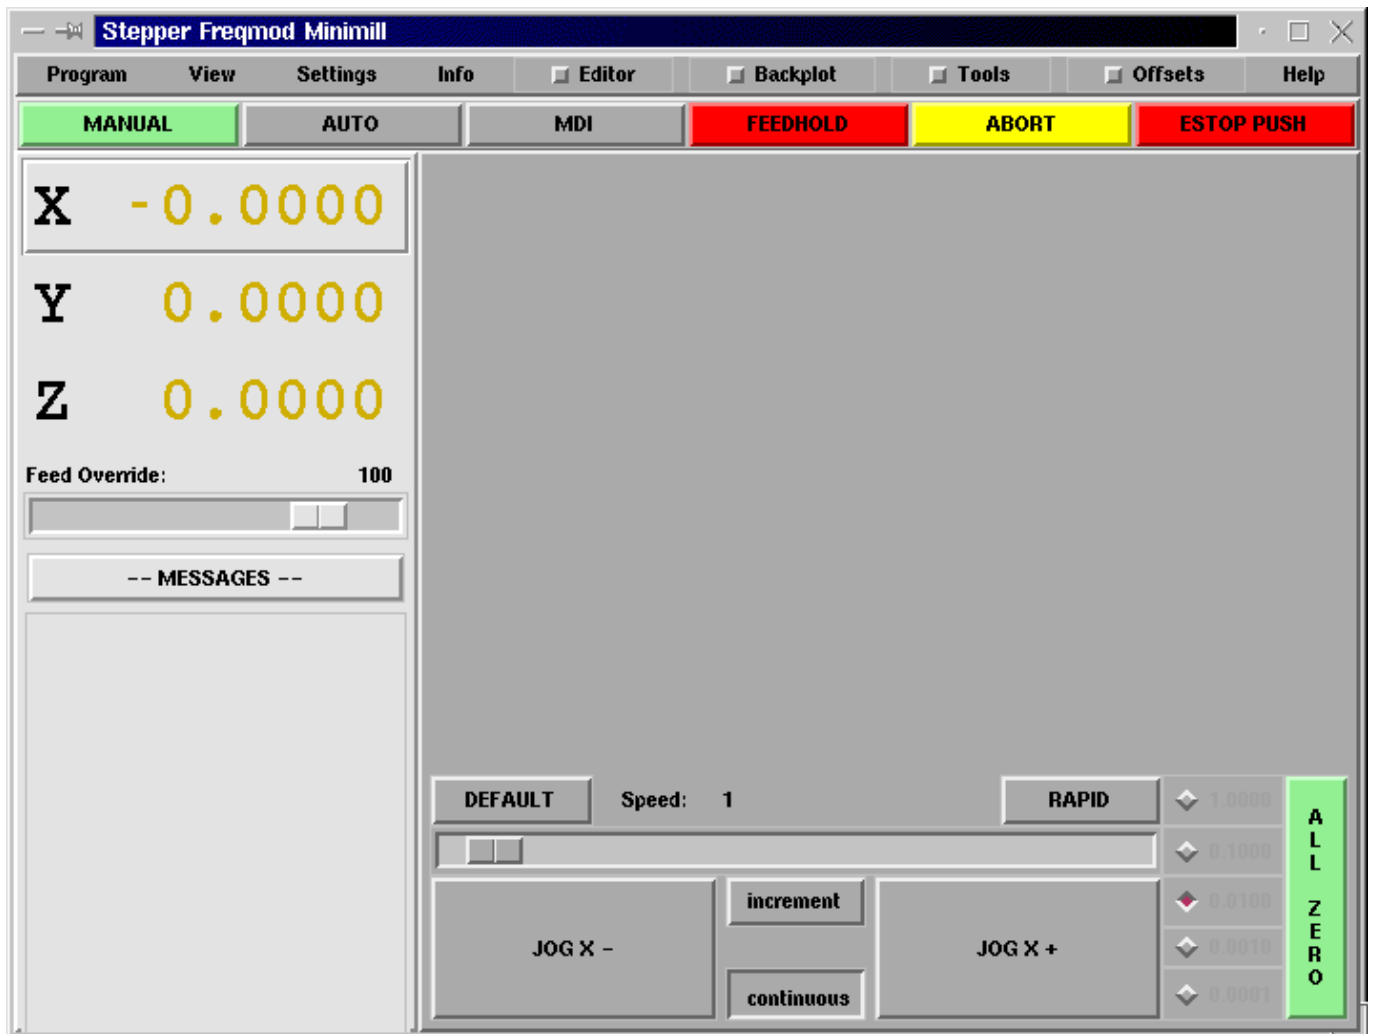 Stepper Freqmod Minimill
Program View Settings Info Editor Backplot Tools Offsets Help
MANUAL AUTO MDI FEEDHOLD ABORT ESTOP PUSH
X -0.0000
Y 0.0000
Z 0.0000
Feed Override: 100
-- MESSAGES --
DEFAULT Speed: 1 RAPID
1.0000
0.1000
0.0100
0.0010
0.0001
increment
JOG X - JOG X +
continuous
ALL ZERO